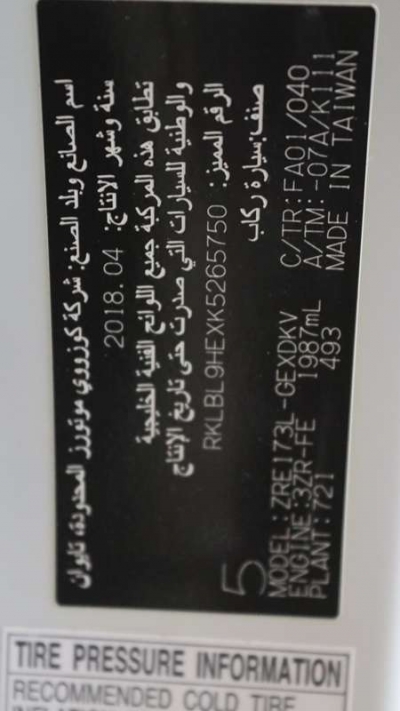 اسم الصانع وبلد الصنع: شركة كوزوي موتورز المحدودة، تايوان
سنة وشهر الانتاج: 2018.04
تطابق هذه المركبة جميع اللوائح الفنية الخليجية
والوطنية للسيارات التي صدرت حتى تاريخ الإنتاج
الرقم المميز: RKLBL9HEXK5265750
صنف: سيارة ركاب
5
MODEL:ZRE173L-GEXDKV C/TR:FA01/040
ENGINE:3ZR-FE 1987mL A/TM:-07A/K111
PLANT:721 493 MADE IN TAIWAN
TIRE PRESSURE INFORMATION
RECOMMENDED COLD TIRE